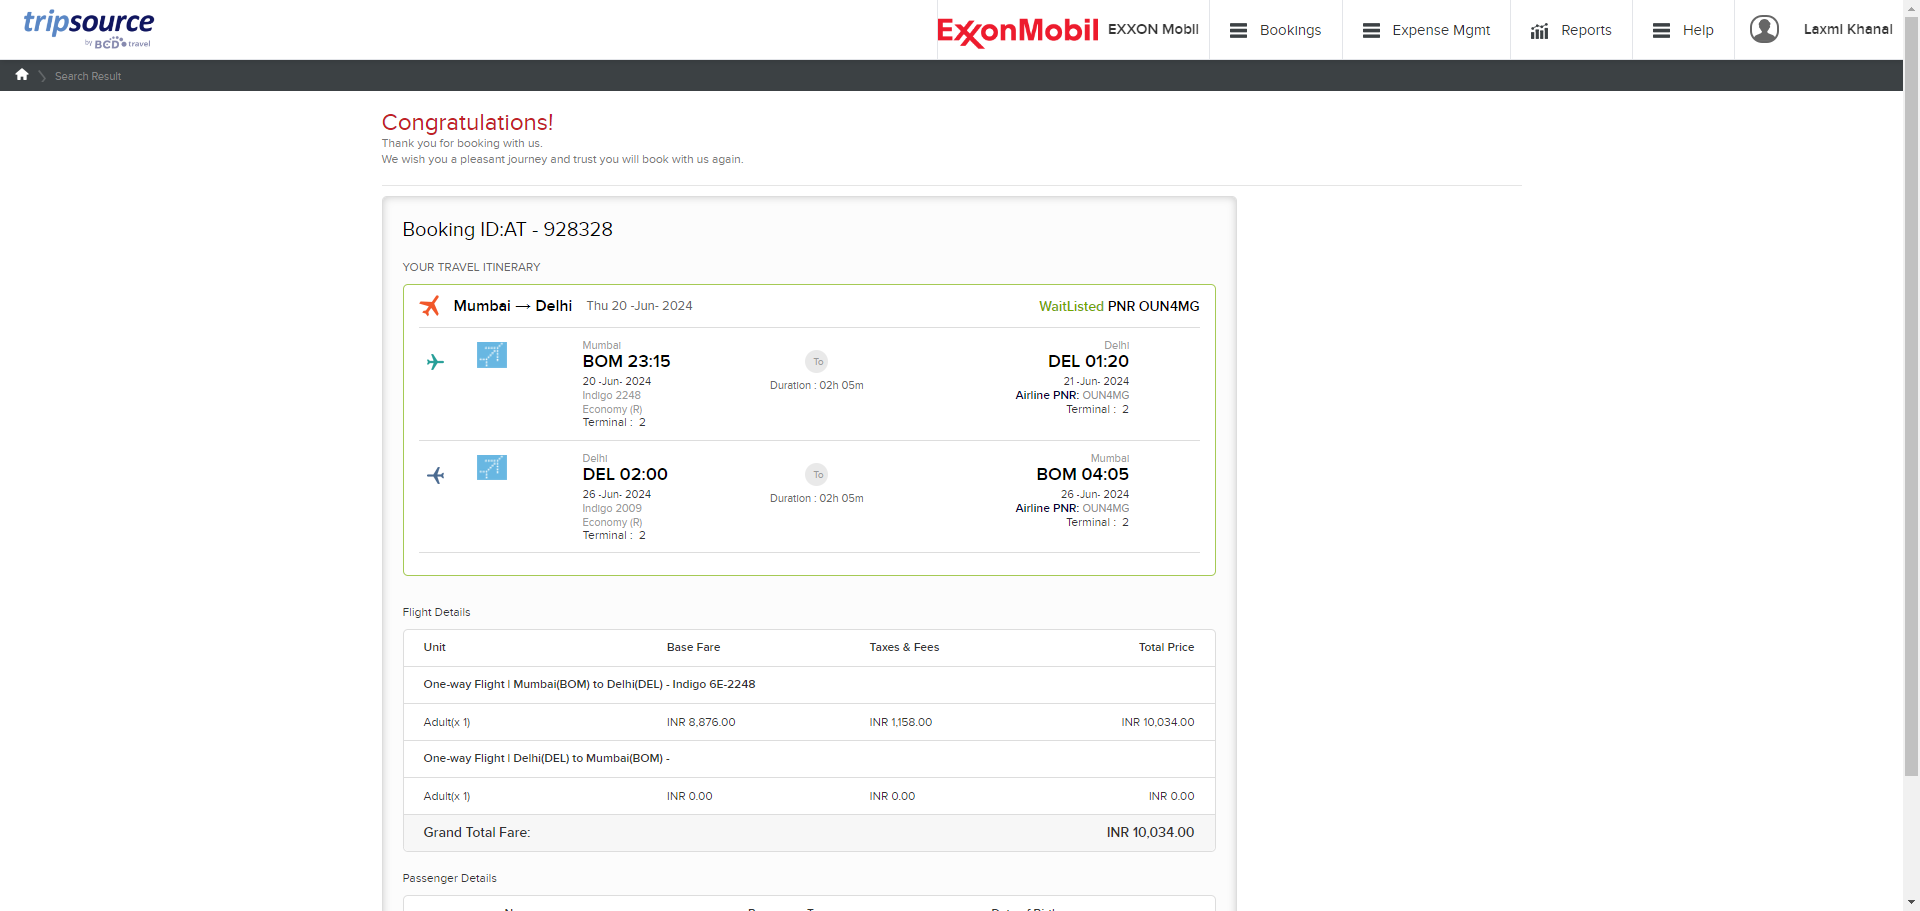 tripsource
by BCD travel
ExxonMobil EXXON MobIl
Bookings
Expense Mgmt
Reports
Help
LaxmI Khanal
Search Result
Congratulations!
Thank you for booking with us.
We wish you a pleasant journey and trust you will book with us again.
Booking ID:AT - 928328
YOUR TRAVEL ITINERARY
Mumbai → Delhi Thu 20 -Jun- 2024 WaitListed PNR OUN4MG
Mumbai
BOM 23:15
20 -Jun- 2024
Indigo 2248
Economy (R)
Terminal : 2
To
Duration : 02h 05m
Delhi
DEL 01:20
21 -Jun- 2024
Airline PNR: OUN4MG
Terminal : 2
Delhi
DEL 02:00
26 -Jun- 2024
Indigo 2009
Economy (R)
Terminal : 2
To
Duration : 02h 05m
Mumbai
BOM 04:05
26 -Jun- 2024
Airline PNR: OUN4MG
Terminal : 2
Flight Details
Unit Base Fare Taxes & Fees Total Price
One-way Flight | Mumbai(BOM) to Delhi(DEL) - Indigo 6E-2248
Adult(x 1) INR 8,876.00 INR 1,158.00 INR 10,034.00
One-way Flight | Delhi(DEL) to Mumbai(BOM) -
Adult(x 1) INR 0.00 INR 0.00 INR 0.00
Grand Total Fare: INR 10,034.00
Passenger Details